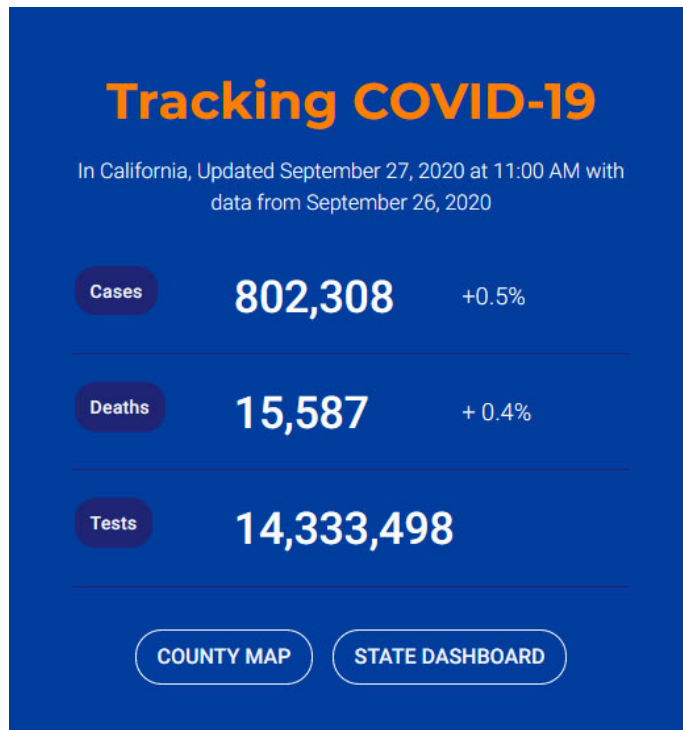 Tracking COVID-19
In California, Updated September 27, 2020 at 11:00 AM with
data from September 26, 2020
Cases 802,308 +0.5%
Deaths 15,587 + 0.4%
Tests 14,333,498
COUNTY MAP STATE DASHBOARD